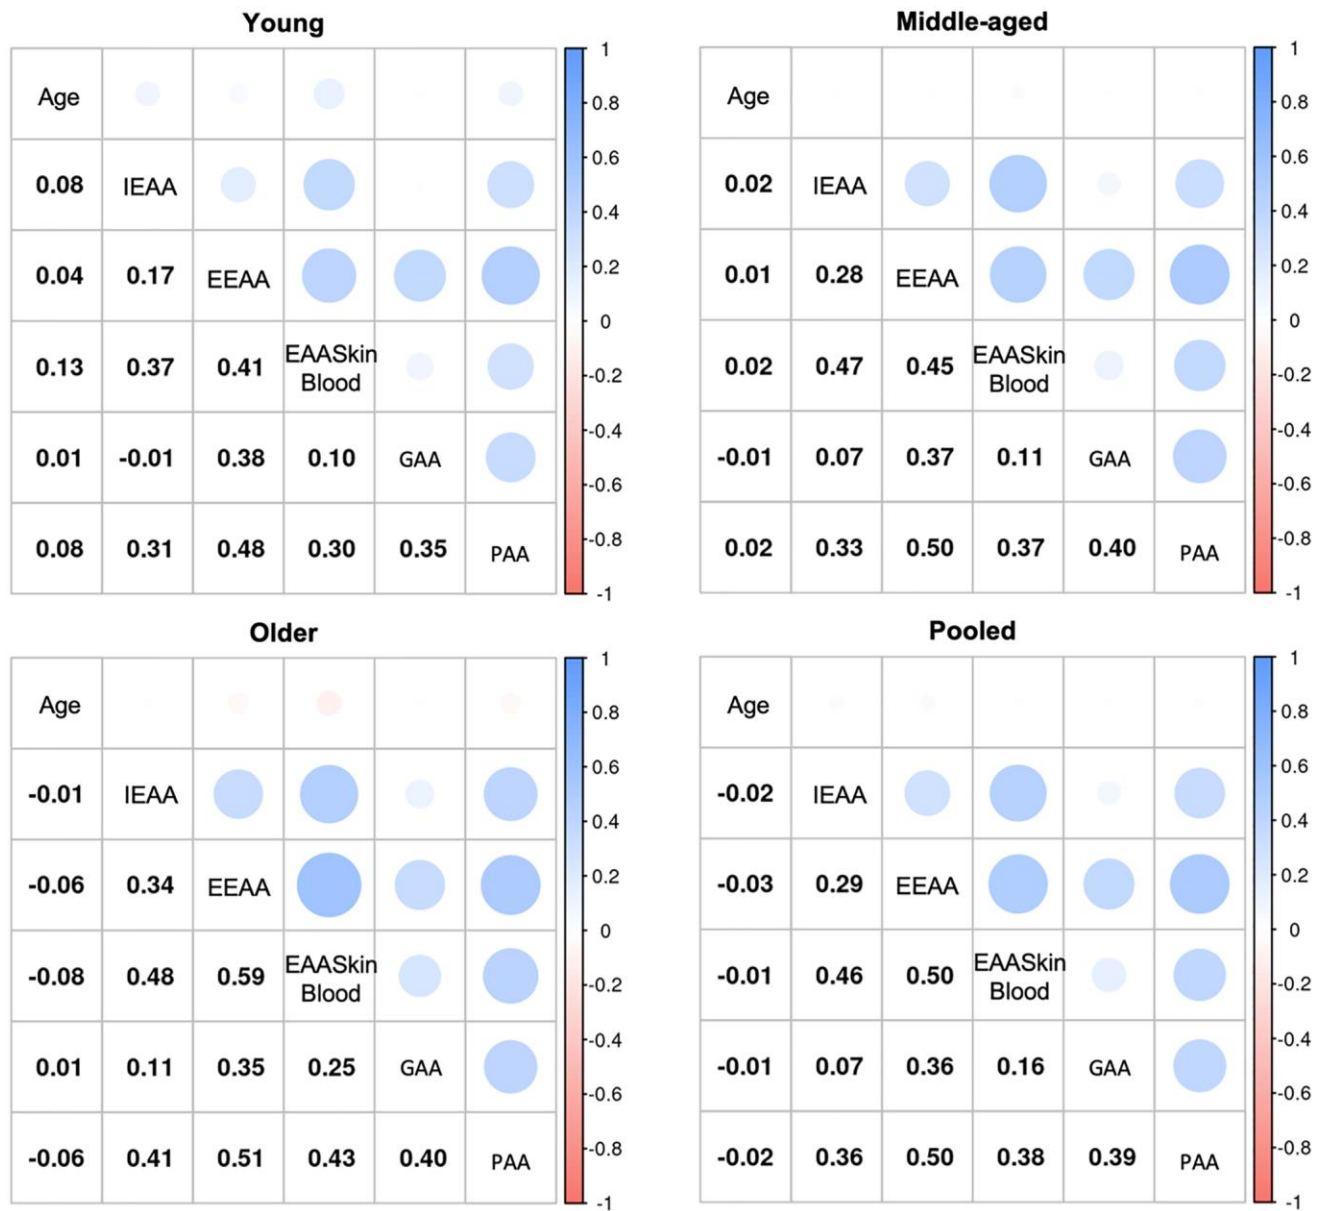 Young
Age
0.08 IEAA
0.04 0.17 EEAA
0.13 0.37 0.41 EAASkin
Blood
0.01 -0.01 0.38 0.10 GAA
0.08 0.31 0.48 0.30 0.35 PAA
1
0.8
0.6
0.4
0.2
0
-0.2
-0.4
-0.6
-0.8
-1
Middle-aged
Age
0.02 IEAA
0.01 0.28 EEAA
0.02 0.47 0.45 EAASkin
Blood
-0.01 0.07 0.37 0.11 GAA
0.02 0.33 0.50 0.37 0.40 PAA
1
0.8
0.6
0.4
0.2
0
-0.2
-0.4
-0.6
-0.8
-1
Older
Age
-0.01 IEAA
-0.06 0.34 EEAA
-0.08 0.48 0.59 EAASkin
Blood
0.01 0.11 0.35 0.25 GAA
-0.06 0.41 0.51 0.43 0.40 PAA
1
0.8
0.6
0.4
0.2
0
-0.2
-0.4
-0.6
-0.8
-1
Pooled
Age
-0.02 IEAA
-0.03 0.29 EEAA
-0.01 0.46 0.50 EAASkin
Blood
-0.01 0.07 0.36 0.16 GAA
-0.02 0.36 0.50 0.38 0.39 PAA
1
0.8
0.6
0.4
0.2
0
-0.2
-0.4
-0.6
-0.8
-1